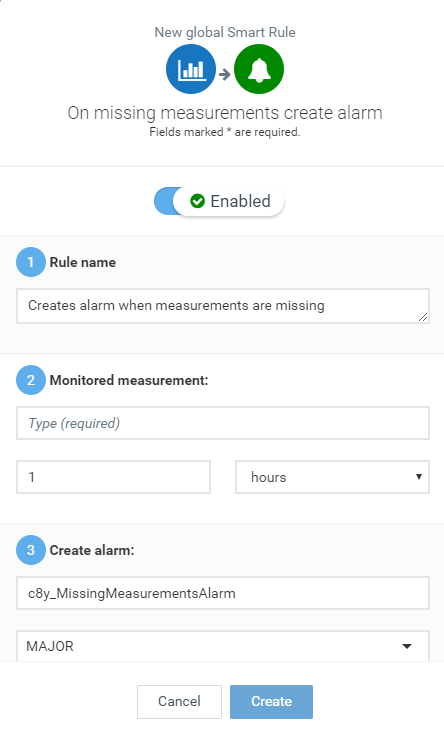 New global Smart Rule
On missing measurements create alarm
Fields marked * are required.
Enabled
1 Rule name
Creates alarm when measurements are missing
2 Monitored measurement:
Type (required)
1 hours
3 Create alarm:
c8y_MissingMeasurementsAlarm
MAJOR
Cancel Create